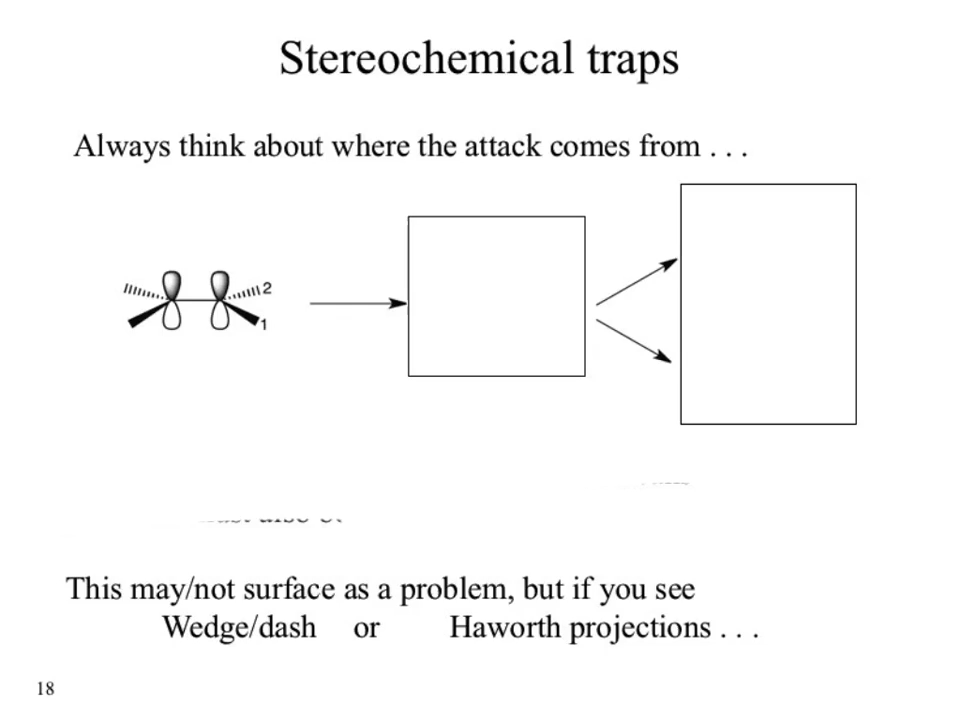 Stereochemical traps
Always think about where the attack comes from . . .
2
1
This may/not surface as a problem, but if you see
Wedge/dash or Haworth projections . . .
18